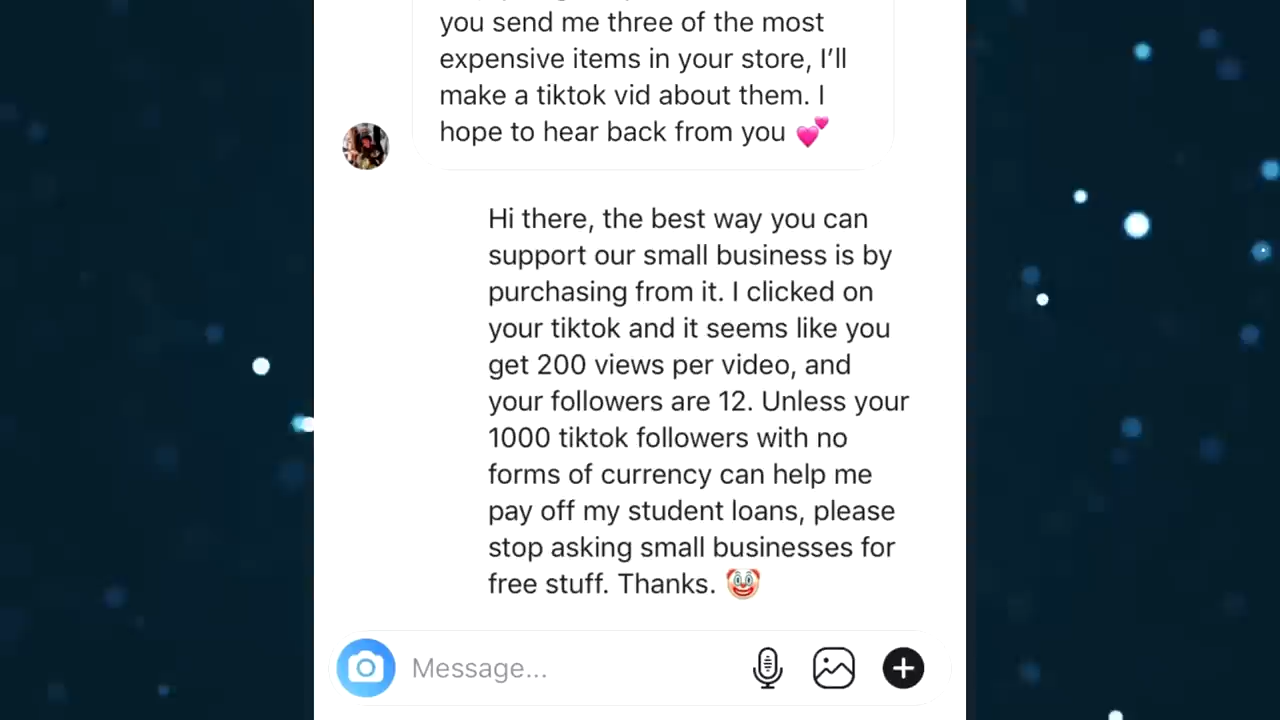 you send me three of the most
expensive items in your store, I’ll
make a tiktok vid about them. I
hope to hear back from you 💕
Hi there, the best way you can
support our small business is by
purchasing from it. I clicked on
your tiktok and it seems like you
get 200 views per video, and
your followers are 12. Unless your
1000 tiktok followers with no
forms of currency can help me
pay off my student loans, please
stop asking small businesses for
free stuff. Thanks. 🤡
Message...